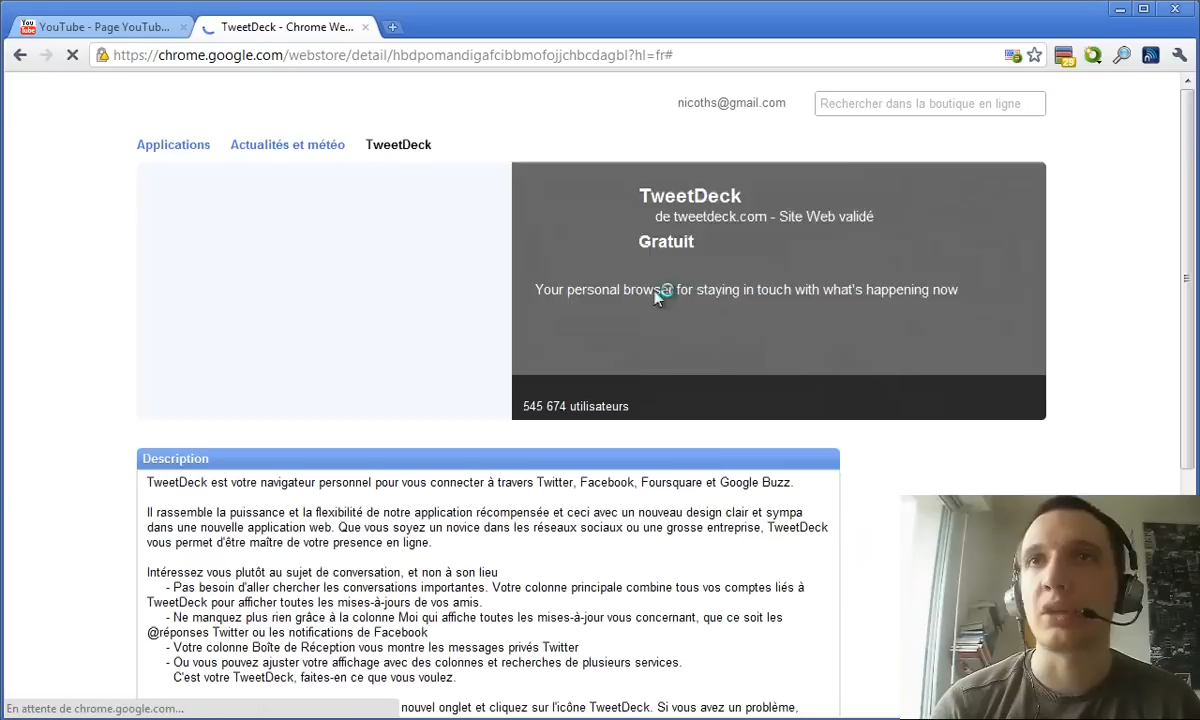 YouTube - Page YouTub...
TweetDeck - Chrome We...
https://chrome.google.com/webstore/detail/hbdpomandigafcibbmofojjchbcdagbl?hl=fr#
29
nicoths@gmail.com
Rechercher dans la boutique en ligne
Applications
Actualités et météo
TweetDeck
TweetDeck
de tweetdeck.com - Site Web validé
Gratuit
Your personal browser for staying in touch with what's happening now
545 674 utilisateurs
Description
TweetDeck est votre navigateur personnel pour vous connecter à travers Twitter, Facebook, Foursquare et Google Buzz.
Il rassemble la puissance et la flexibilité de notre application récompensée et ceci avec un nouveau design clair et sympa
dans une nouvelle application web. Que vous soyez un novice dans les réseaux sociaux ou une grosse entreprise, TweetDeck
vous permet d'être maître de votre presence en ligne.
Intéressez vous plutôt au sujet de conversation, et non à son lieu
- Pas besoin d'aller chercher les conversations importantes. Votre colonne principale combine tous vos comptes liés à
TweetDeck pour afficher toutes les mises-à-jours de vos amis.
- Ne manquez plus rien grâce à la colonne Moi qui affiche toutes les mises-à-jour vous concernant, que ce soit les
@réponses Twitter ou les notifications de Facebook
- Votre colonne Boîte de Réception vous montre les messages privés Twitter
- Ou vous pouvez ajuster votre affichage avec des colonnes et recherches de plusieurs services.
C'est votre TweetDeck, faites-en ce que vous voulez.
nouvel onglet et cliquez sur l'icône TweetDeck. Si vous avez un problème,
En attente de chrome.google.com...